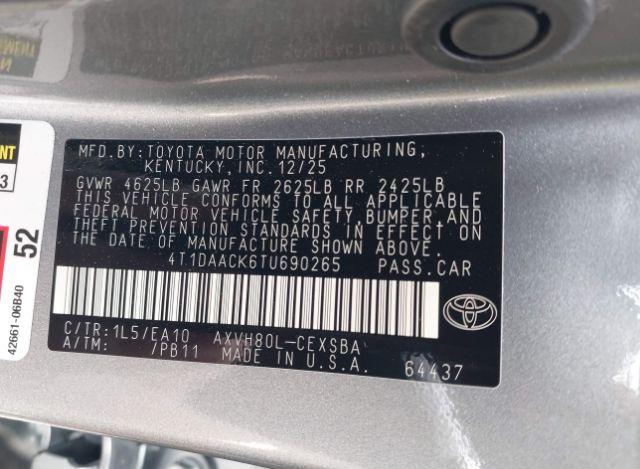 MFD.BY: TOYOTA MOTOR MANUFACTURING,
KENTUCKY, INC. 12/25
GVWR 4625LB GAWR FR 2625LB RR 2425LB
THIS VEHICLE CONFORMS TO ALL APPLICABLE
FEDERAL MOTOR VEHICLE SAFETY, BUMPER, AND
THEFT PREVENTION STANDARDS IN EFFECT ON
THE DATE OF MANUFACTURE SHOWN ABOVE.
4T1DAACK6TU690265 PASS.CAR
C/TR: 1L5/EA10 AXVH80L-CEXSBA
A/TM: /PB11 MADE IN U.S.A.
64437
3
52
42661-06B40